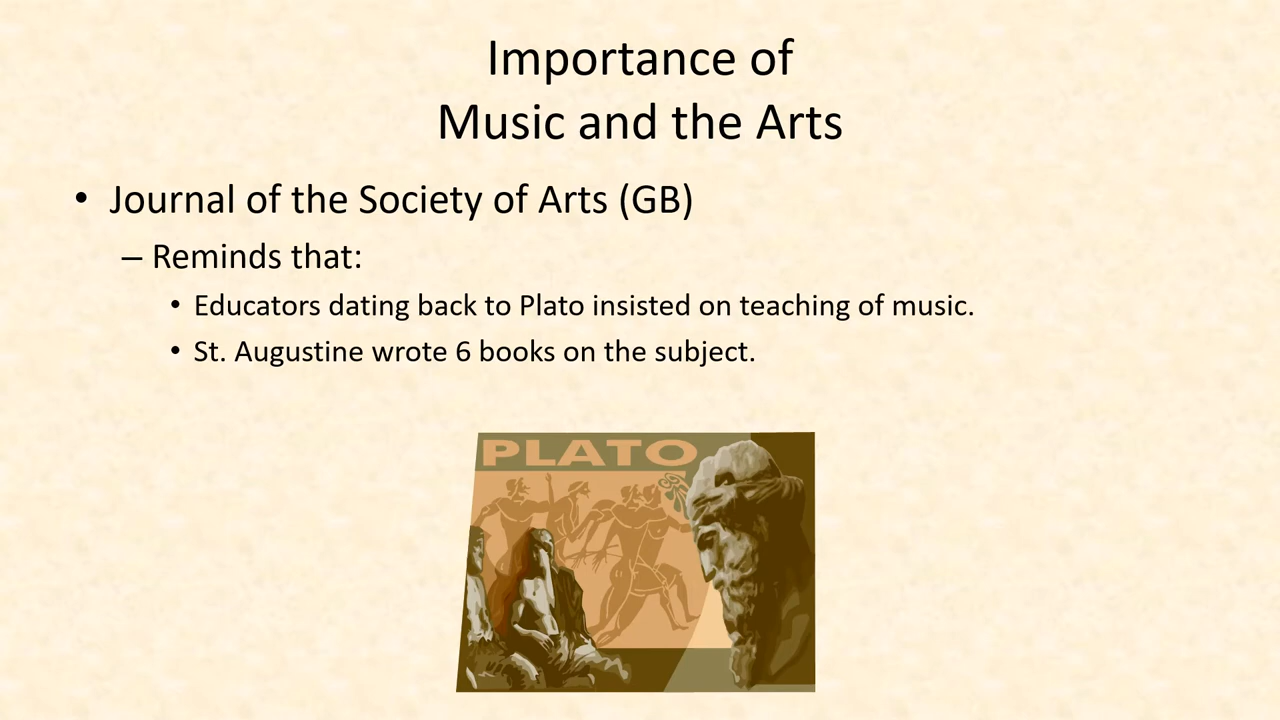 Importance of
Music and the Arts
• Journal of the Society of Arts (GB)
– Reminds that:
• Educators dating back to Plato insisted on teaching of music.
• St. Augustine wrote 6 books on the subject.
PLATO